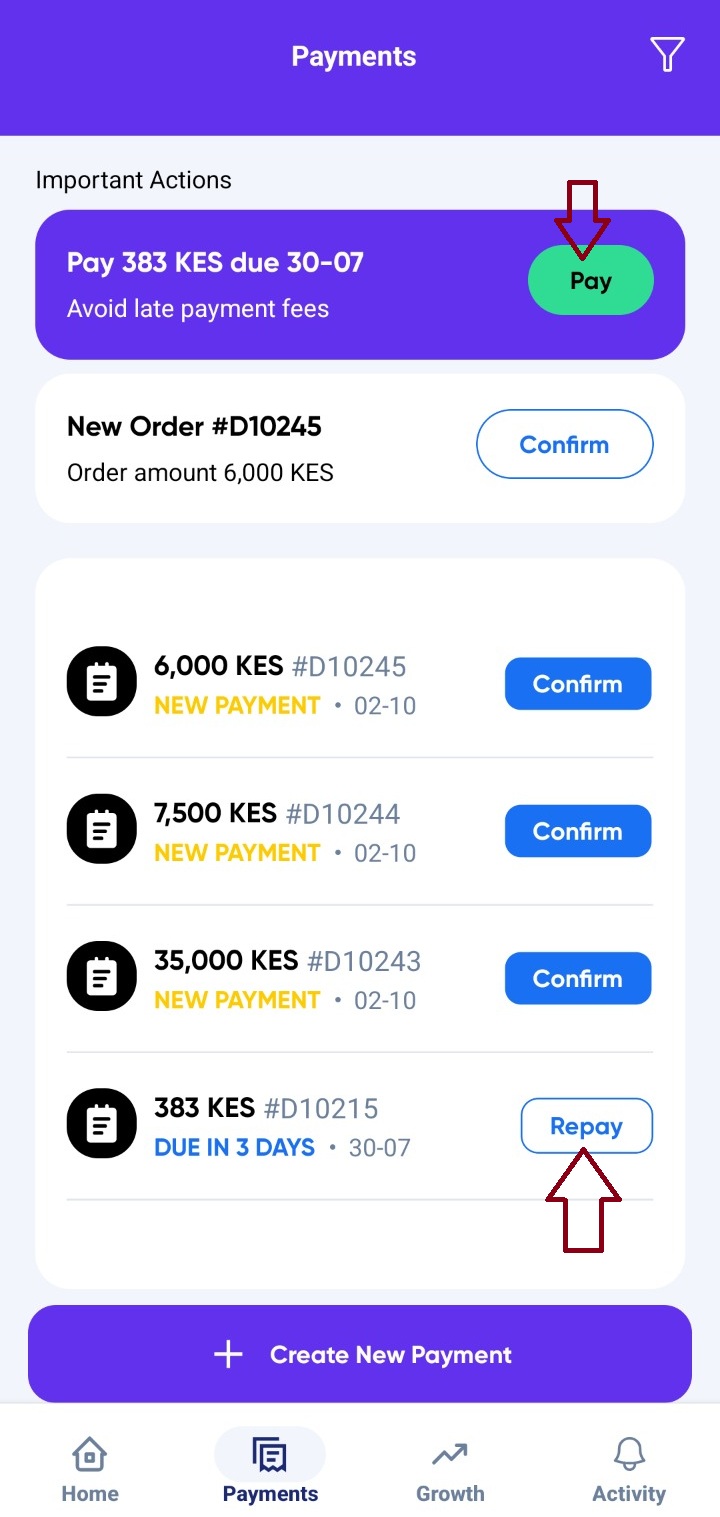 Payments
Important Actions
Pay 383 KES due 30-07
Avoid late payment fees
Pay
New Order #D10245
Order amount 6,000 KES
Confirm
6,000 KES #D10245
NEW PAYMENT • 02-10
Confirm
7,500 KES #D10244
NEW PAYMENT • 02-10
Confirm
35,000 KES #D10243
NEW PAYMENT • 02-10
Confirm
383 KES #D10215
DUE IN 3 DAYS • 30-07
Repay
+ Create New Payment
Home
Payments
Growth
Activity